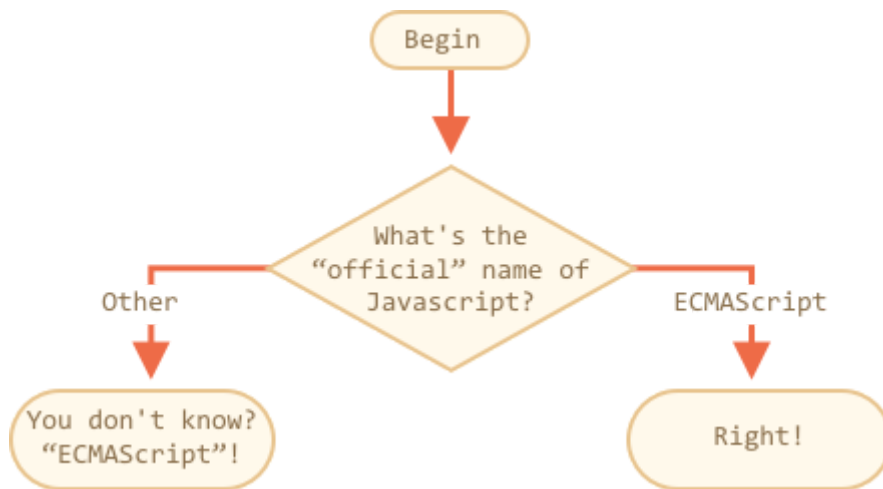 Begin
What's the
“official” name of
Javascript?
Other
ECMAScript
You don't know?
“ECMAScript”!
Right!